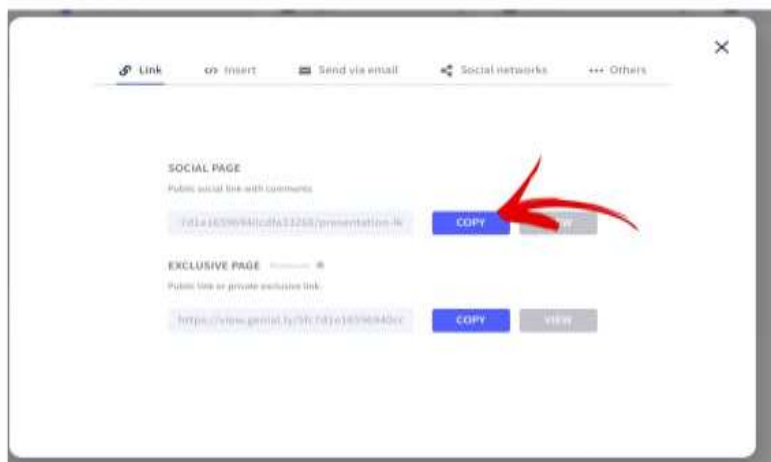 Link
Insert
Send via email
Social networks
Others
SOCIAL PAGE
Public social link with comments
COPY
EXCLUSIVE PAGE
Public link or private exclusive link.
COPY
VIEW